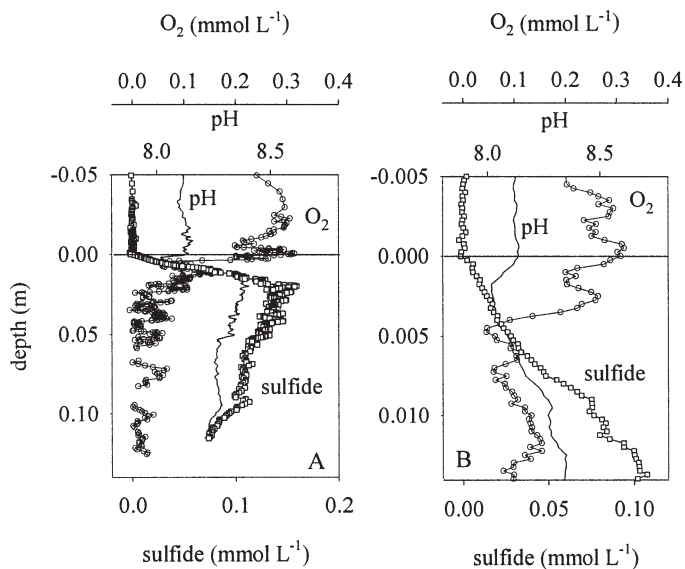 O₂ (mmol L⁻¹)
0.0 0.1 0.2 0.3 0.4
pH
8.0 8.5
depth (m)
-0.05
0.00
0.05
0.10
pH
O₂
sulfide
A
0.0 0.1 0.2
sulfide (mmol L⁻¹)
O₂ (mmol L⁻¹)
0.0 0.1 0.2 0.3 0.4
pH
8.0 8.5
-0.005
0.000
0.005
0.010
O₂
pH
sulfide
B
0.00 0.05 0.10
sulfide (mmol L⁻¹)